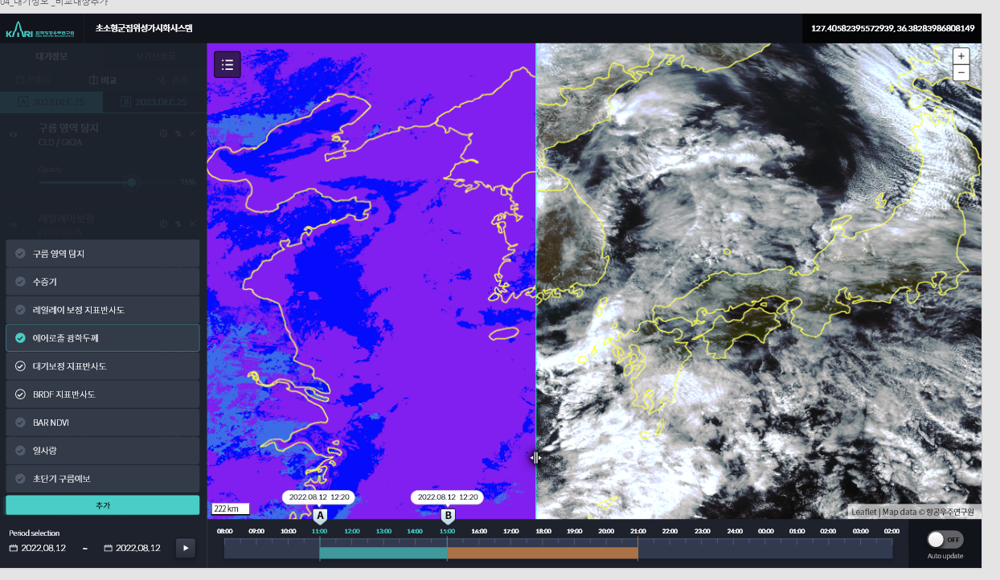 04_대기정보 _비교대상추가
KARI 한국항공우주연구원
초소형군집위성가시화시스템
127.40582395572939, 36.38283986808149
대기정보
부가산출물
산출물
비교
검증
A 2023.DEC.25
B 2023.DEC.25
구름 영역 탐지
CLD / GK2A
Opacity
75%
레일레이보정
CLD / GK2A
구름 영역 탐지
수증기
레일레이 보정 지표반사도
에어로졸 광학두께
대기보정 지표반사도
BRDF 지표반사도
BAR NDVI
일사량
초단기 구름예보
추가
+
−
222 km
2022.08.12 12:20
2022.08.12 12:20
A
B
Leaflet | Map data © 항공우주연구원
Period selection
2022.08.12 ~ 2022.08.12
08:00 09:00 10:00 11:00 12:00 13:00 14:00 15:00 16:00 17:00 18:00 19:00 20:00 21:00 22:00 23:00 24:00 00:00 01:00 02:00 03:00 02:00
OFF
Auto update